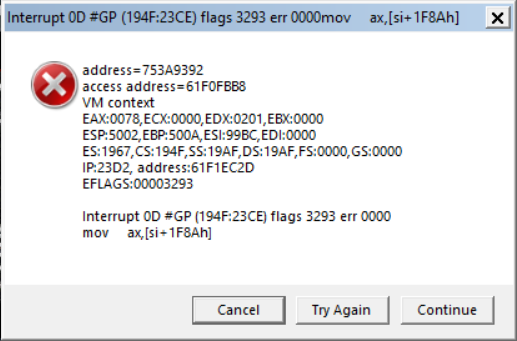 Interrupt 0D #GP (194F:23CE) flags 3293 err 0000mov ax,[si+1F8Ah]
address=753A9392
access address=61F0FBB8
VM context
EAX:0078,ECX:0000,EDX:0201,EBX:0000
ESP:5002,EBP:500A,ESI:99BC,EDI:0000
ES:1967,CS:194F,SS:19AF,DS:19AF,FS:0000,GS:0000
IP:23D2, address:61F1EC2D
EFLAGS:00003293
Interrupt 0D #GP (194F:23CE) flags 3293 err 0000
mov ax,[si+1F8Ah]
Cancel Try Again Continue